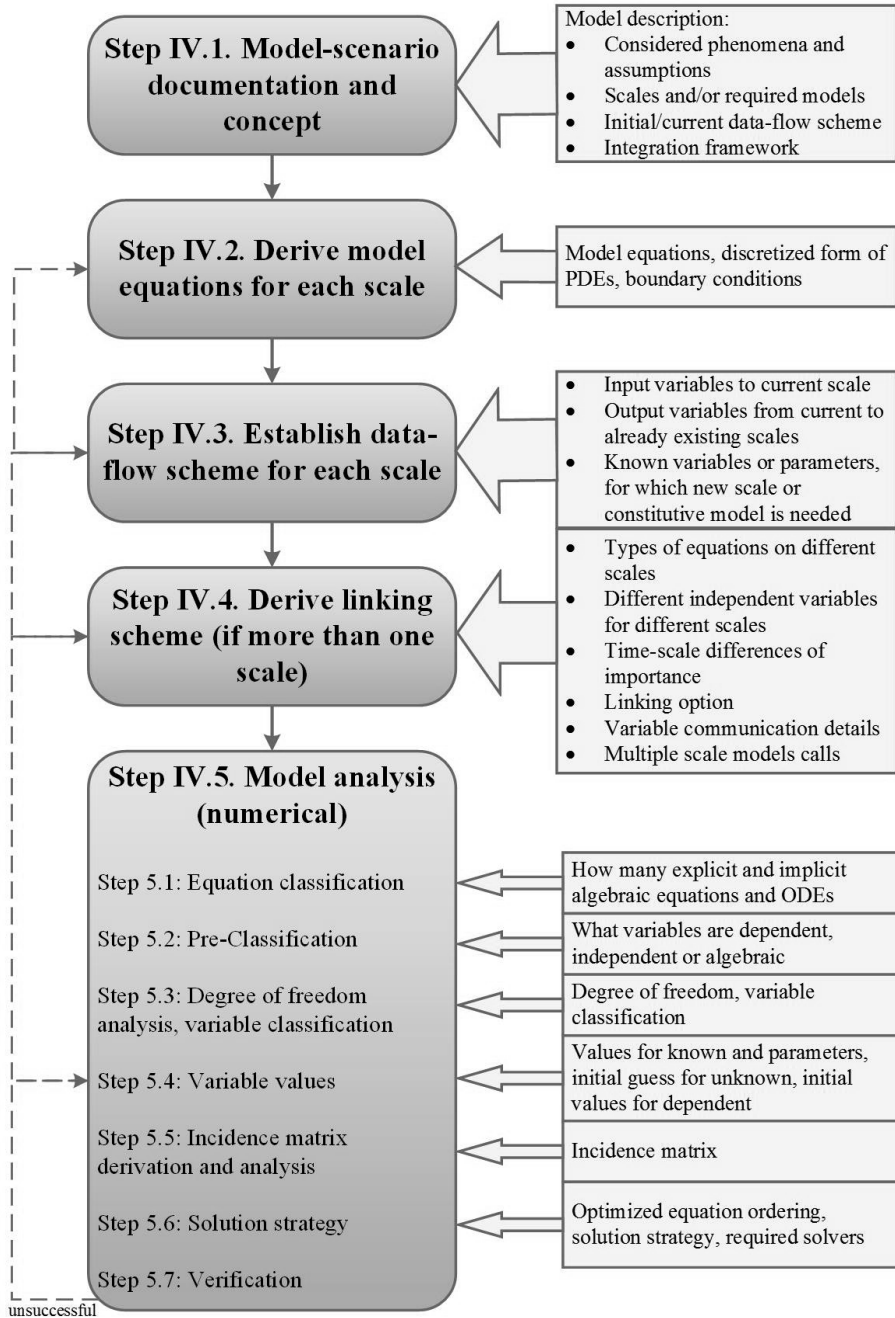 Step IV.1. Model-scenario
documentation and
concept
Model description:
• Considered phenomena and
assumptions
• Scales and/or required models
• Initial/current data-flow scheme
• Integration framework
Step IV.2. Derive model
equations for each scale
Model equations, discretized form of
PDEs, boundary conditions
Step IV.3. Establish data-
flow scheme for each scale
• Input variables to current scale
• Output variables from current to
already existing scales
• Known variables or parameters,
for which new scale or
constitutive model is needed
Step IV.4. Derive linking
scheme (if more than one
scale)
• Types of equations on different
scales
• Different independent variables
for different scales
• Time-scale differences of
importance
• Linking option
• Variable communication details
• Multiple scale models calls
Step IV.5. Model analysis
(numerical)
Step 5.1: Equation classification
How many explicit and implicit
algebraic equations and ODEs
Step 5.2: Pre-Classification
What variables are dependent,
independent or algebraic
Step 5.3: Degree of freedom
analysis, variable classification
Degree of freedom, variable
classification
Step 5.4: Variable values
Values for known and parameters,
initial guess for unknown, initial
values for dependent
Step 5.5: Incidence matrix
derivation and analysis
Incidence matrix
Step 5.6: Solution strategy
Optimized equation ordering,
solution strategy, required solvers
Step 5.7: Verification
unsuccessful